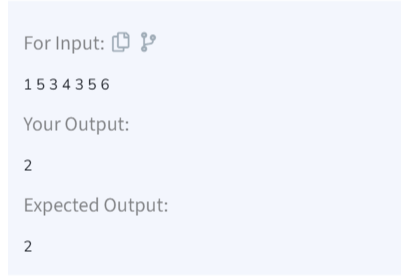 For Input:
1 5 3 4 3 5 6
Your Output:
2
Expected Output:
2